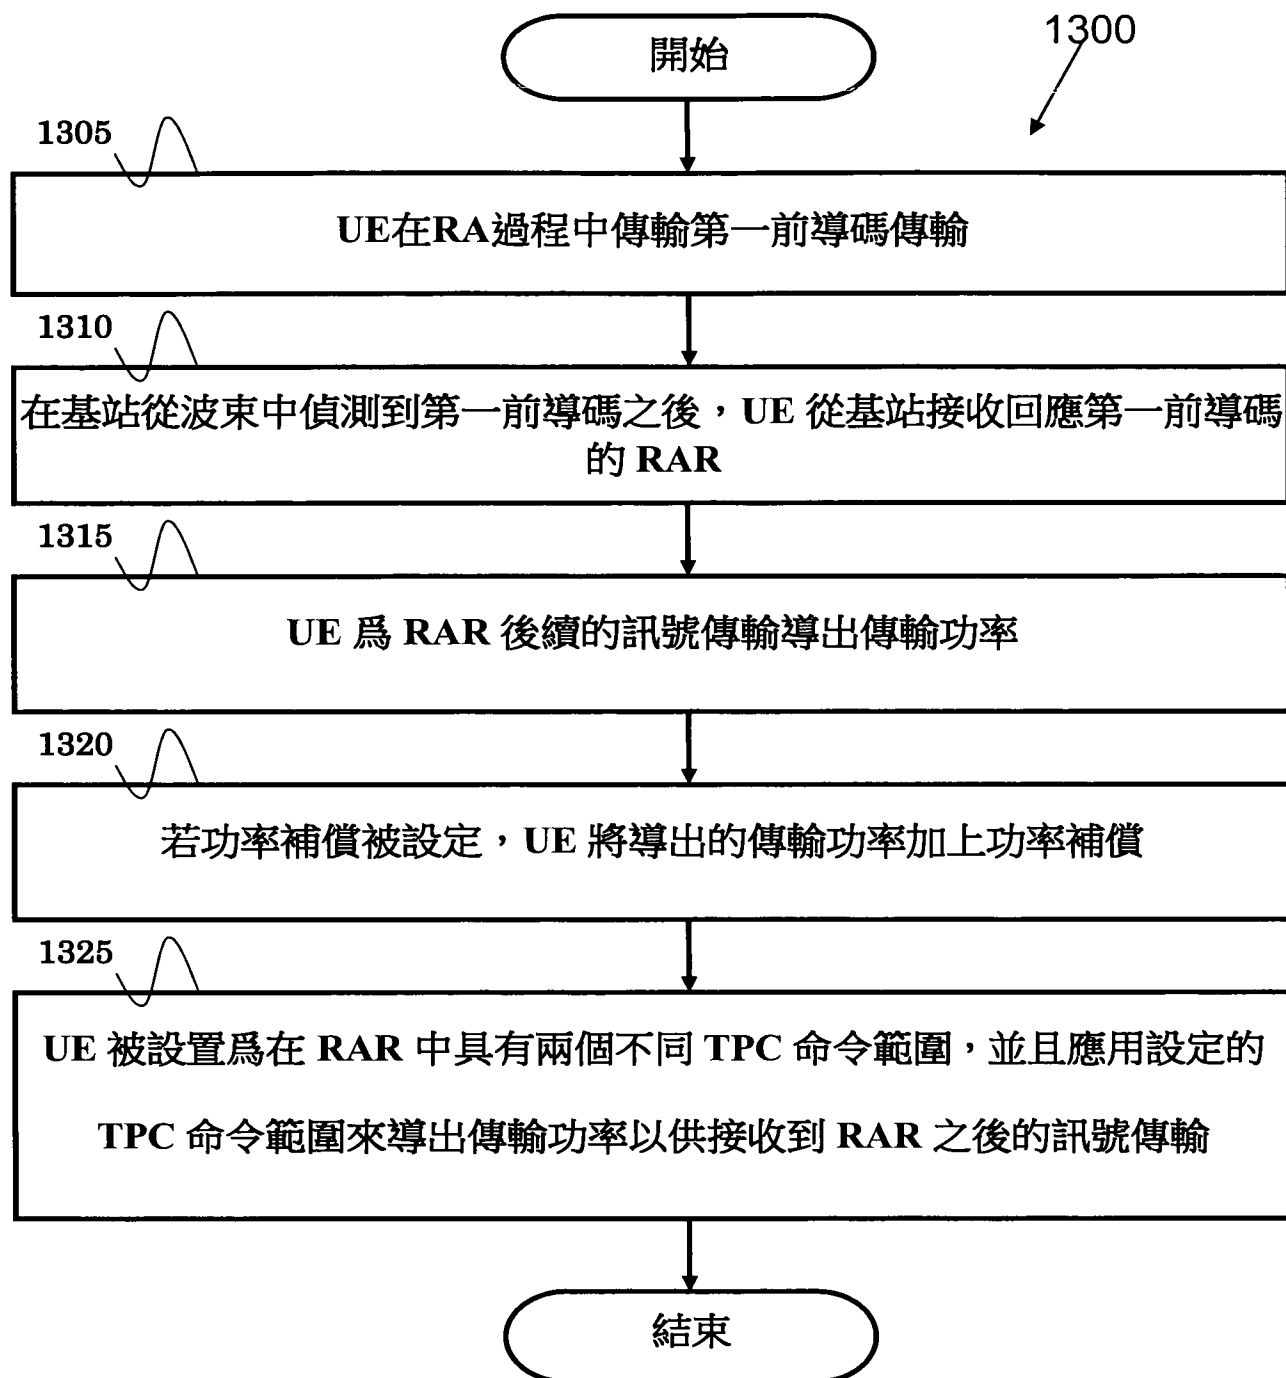 開始
1300
1305
UE在RA過程中傳輸第一前導碼傳輸
1310
在基站從波束中偵測到第一前導碼之後，UE 從基站接收回應第一前導碼
的 RAR
1315
UE 爲 RAR 後續的訊號傳輸導出傳輸功率
1320
若功率補償被設定，UE 將導出的傳輸功率加上功率補償
1325
UE 被設置爲在 RAR 中具有兩個不同 TPC 命令範圍，並且應用設定的
TPC 命令範圍來導出傳輸功率以供接收到 RAR 之後的訊號傳輸
結束